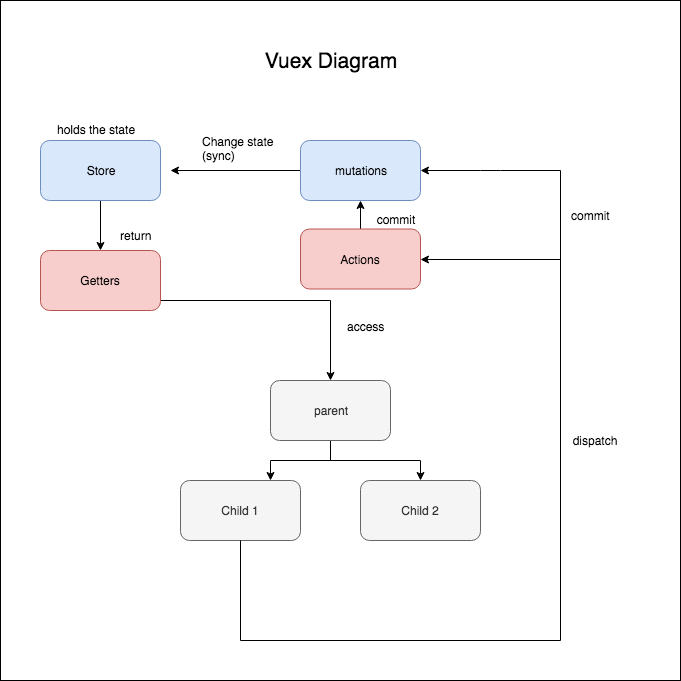 Vuex Diagram
holds the state
Store
Change state
(sync)
mutations
commit
return
commit
Getters
Actions
access
parent
dispatch
Child 1
Child 2